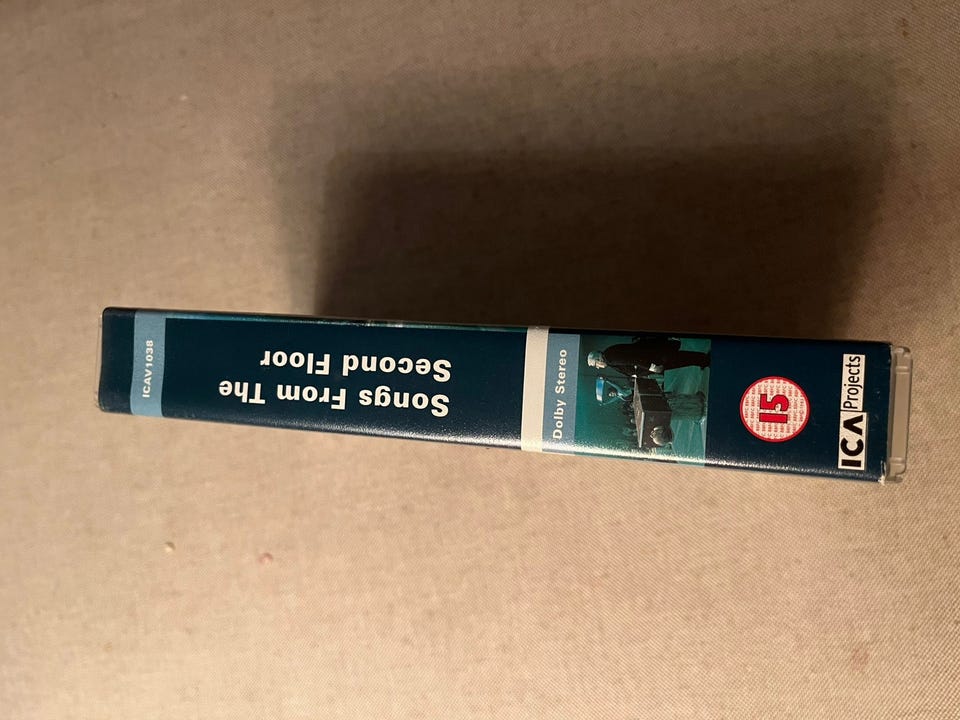 ICA Projects
15
Dolby Stereo
Songs From The
Second Floor
ICAV1038